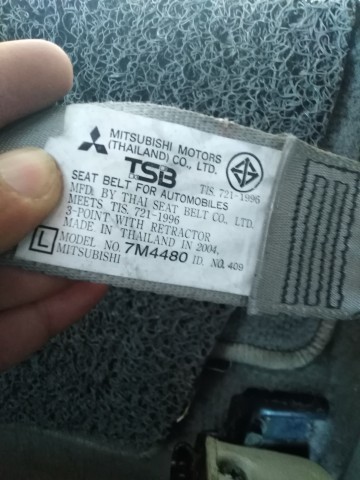 MITSUBISHI MOTORS
(THAILAND) CO., LTD.
TSB
TIS. 721-1996
SEAT BELT FOR AUTOMOBILES
MFD. BY THAI SEAT BELT CO., LTD.
MEETS TIS. 721-1996
3-POINT WITH RETRACTOR
MADE IN THAILAND IN 2004.
L MODEL NO. 7M4480 ID. NO. 409
MITSUBISHI